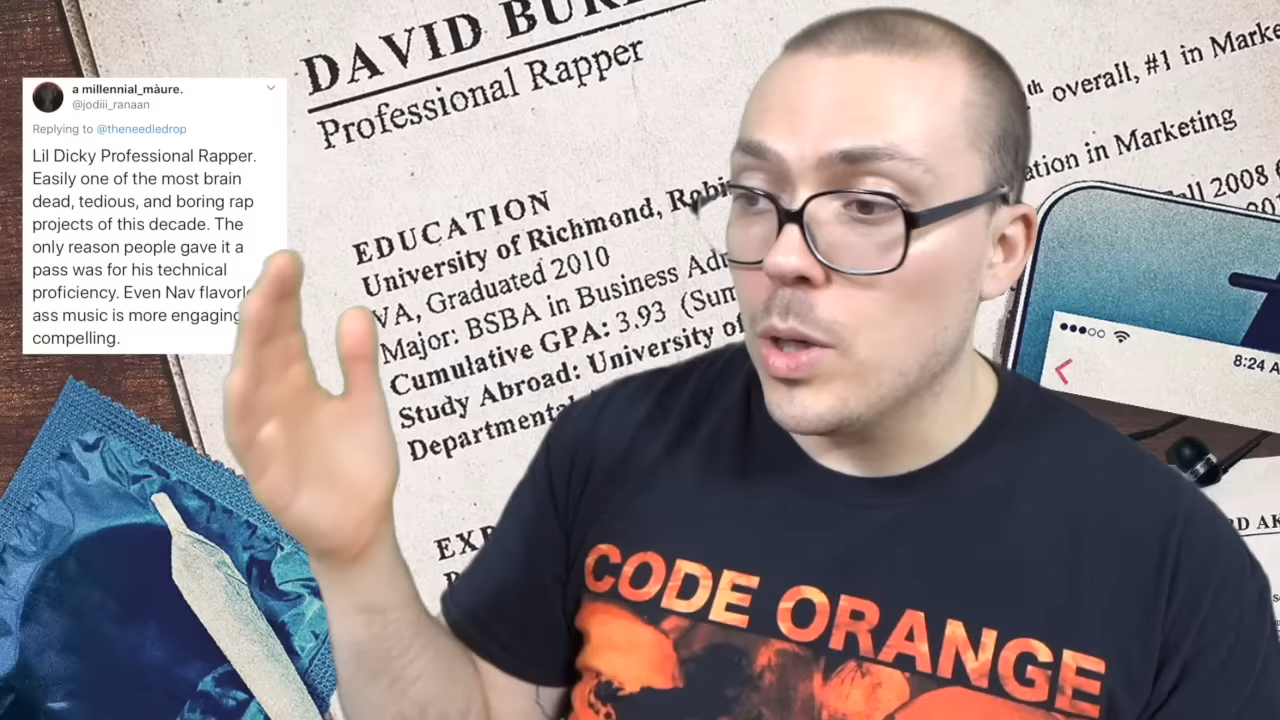 a millennial_màure.
@jodiii_ranaan
Replying to @theneedledrop
Lil Dicky Professional Rapper.
Easily one of the most brain
dead, tedious, and boring rap
projects of this decade. The
only reason people gave it a
pass was for his technical
proficiency. Even Nav
ass music is more engaging
compelling.
DAVID
Professional Rapper
EDUCATION
University of Richmond,
VA, Graduated 2010
Major: BSBA in Business
Cumulative GPA: 3.93
Study Abroad: University of
th overall, #1 in
in Marketing
2008
8:24
CODE ORANGE